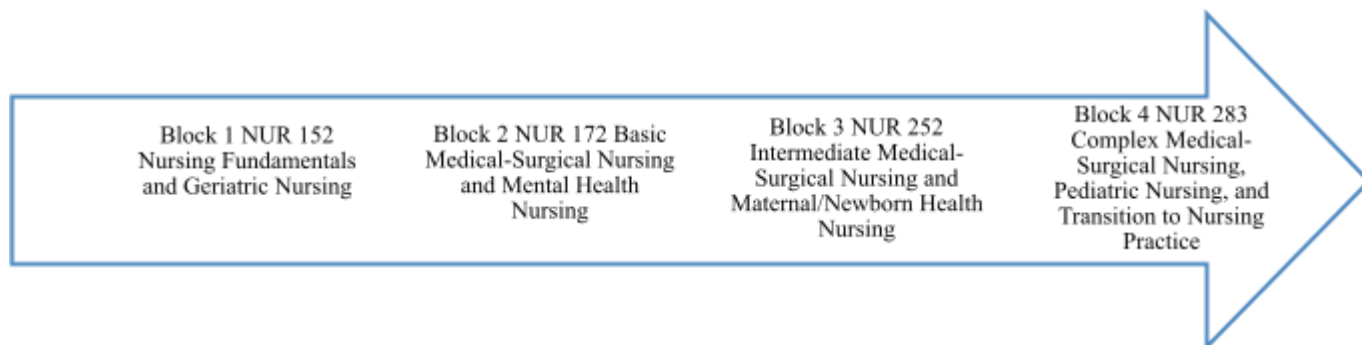 Block 1 NUR 152
Nursing Fundamentals
and Geriatric Nursing
Block 2 NUR 172 Basic
Medical-Surgical Nursing
and Mental Health
Nursing
Block 3 NUR 252
Intermediate Medical-
Surgical Nursing and
Maternal/Newborn Health
Nursing
Block 4 NUR 283
Complex Medical-
Surgical Nursing,
Pediatric Nursing, and
Transition to Nursing
Practice